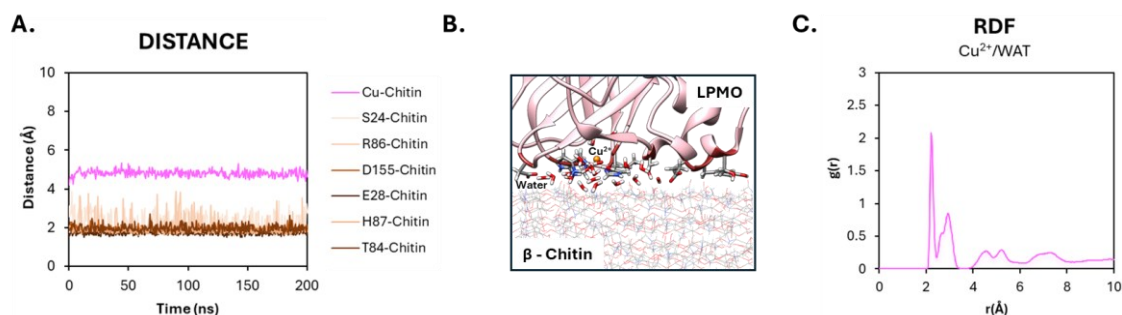 A.
DISTANCE
10
8
6
4
2
0
Distance (Å)
0
50
100
150
200
Time (ns)
Cu-Chitin
S24-Chitin
R86-Chitin
D155-Chitin
E28-Chitin
H87-Chitin
T84-Chitin
B.
LPMO
Cu²⁺
Water
β - Chitin
C.
RDF
Cu²⁺/WAT
3
2.5
2
1.5
1
0.5
0
g(r)
0
2
4
6
8
10
r(Å)